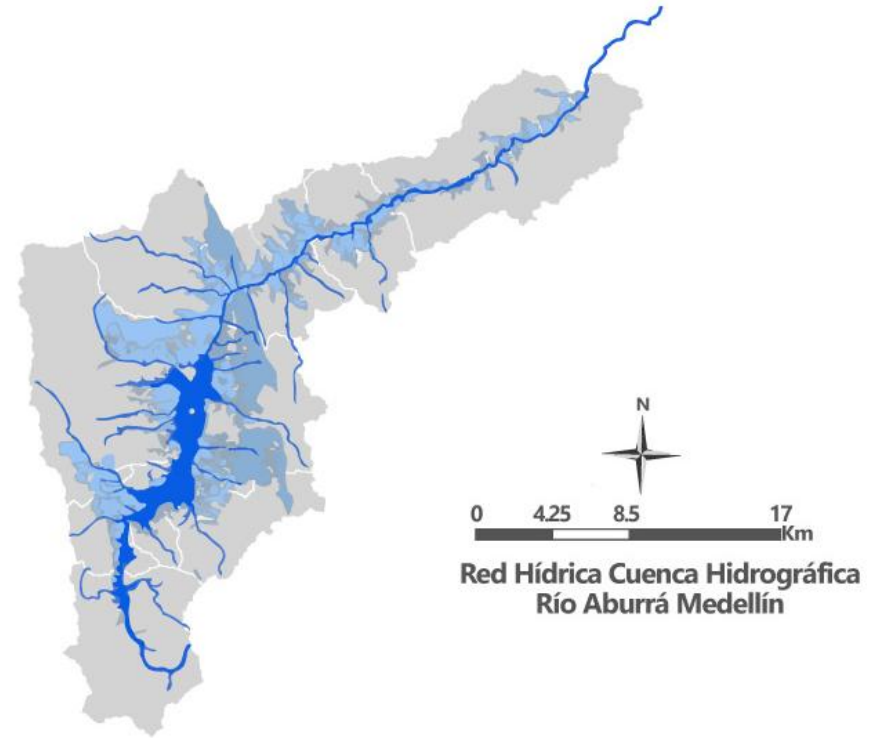 N
0 4.25 8.5 17
Km
Red Hídrica Cuenca Hidrográfica
Río Aburrá Medellín